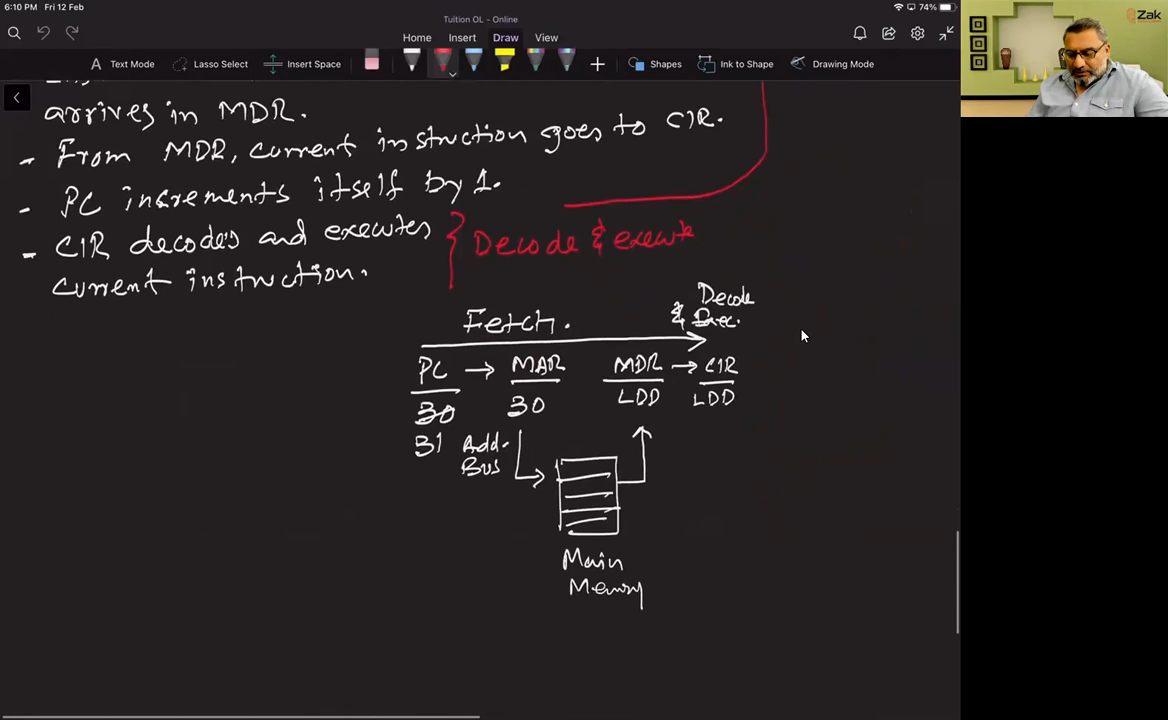 6:10 PM Fri 12 Feb
74%
Zak
Tuition OL - Online
Home Insert Draw View
Text Mode Lasso Select Insert Space Shapes Ink to Shape Drawing Mode
arrives in MDR.
- From MDR, current instruction goes to CIR.
- PC increments itself by 1.
- CIR decodes and executes
current instruction.
Decode & execute
Fetch.
& Decode
Exec.
PC → MAR MDR → CIR
30 30 LDD LDD
31 Add.
Bus
Main
Memory